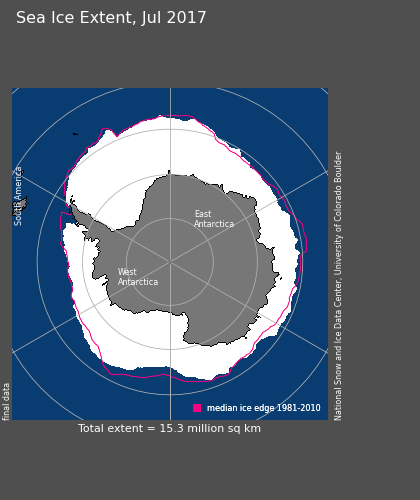 Sea Ice Extent, Jul 2017
South America
East
Antarctica
West
Antarctica
National Snow and Ice Data Center, University of Colorado Boulder
final data
median ice edge 1981-2010
Total extent = 15.3 million sq km